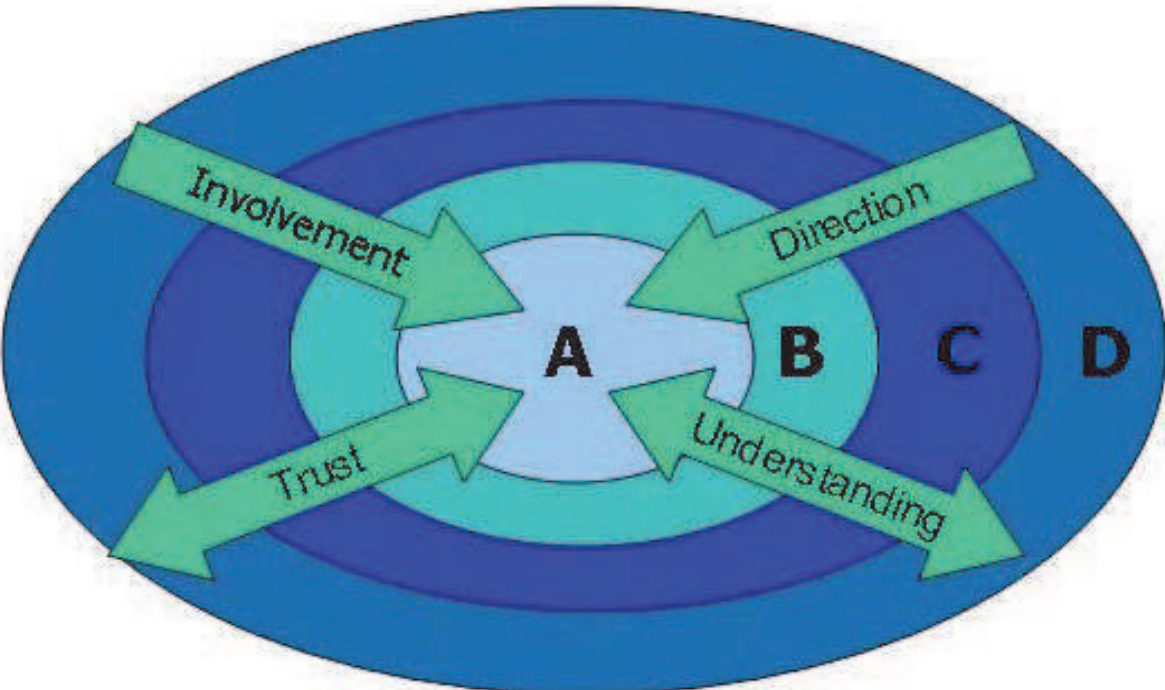 Involvement
Direction
A
B
C
D
Trust
Understanding